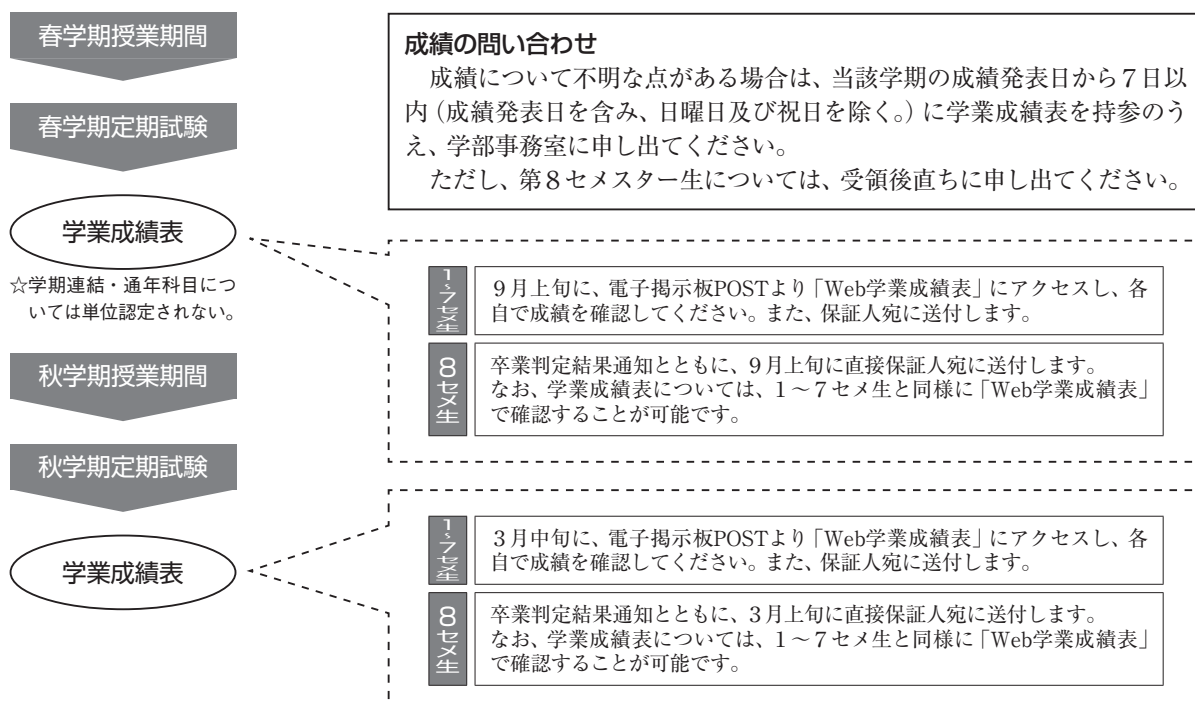 春学期授業期間
春学期定期試験
学業成績表
☆学期連結・通年科目につ
いては単位認定されない。
秋学期授業期間
秋学期定期試験
学業成績表
成績の問い合わせ
成績について不明な点がある場合は、当該学期の成績発表日から7日以
内（成績発表日を含み、日曜日及び祝日を除く。）に学業成績表を持参のう
え、学部事務室に申し出てください。
ただし、第8セメスター生については、受領後直ちに申し出てください。
1～7セメ生
9月上旬に、電子掲示板POSTより「Web学業成績表」にアクセスし、各
自で成績を確認してください。また、保証人宛に送付します。
8セメ生
卒業判定結果通知とともに、9月上旬に直接保証人宛に送付します。
なお、学業成績表については、1～7セメ生と同様に「Web学業成績表」
で確認することが可能です。
1～7セメ生
3月中旬に、電子掲示板POSTより「Web学業成績表」にアクセスし、各
自で成績を確認してください。また、保証人宛に送付します。
8セメ生
卒業判定結果通知とともに、3月上旬に直接保証人宛に送付します。
なお、学業成績表については、1～7セメ生と同様に「Web学業成績表」
で確認することが可能です。